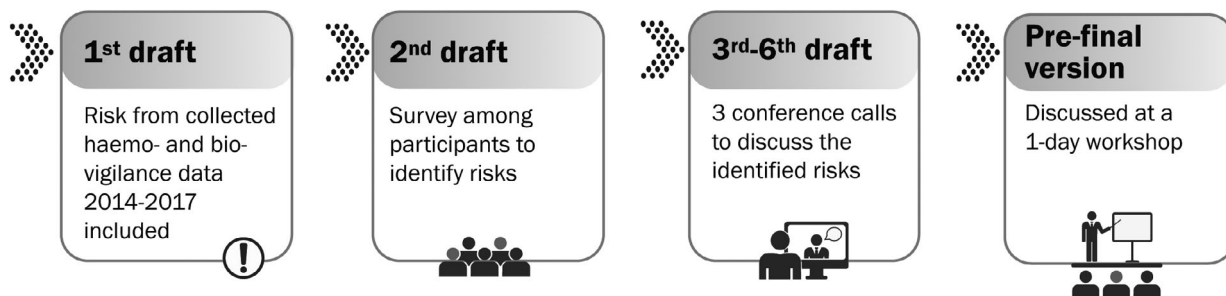 1st draft
Risk from collected
haemo- and bio-
vigilance data
2014-2017
included
2nd draft
Survey among
participants to
identify risks
3rd-6th draft
3 conference calls
to discuss the
identified risks
Pre-final
version
Discussed at a
1-day workshop